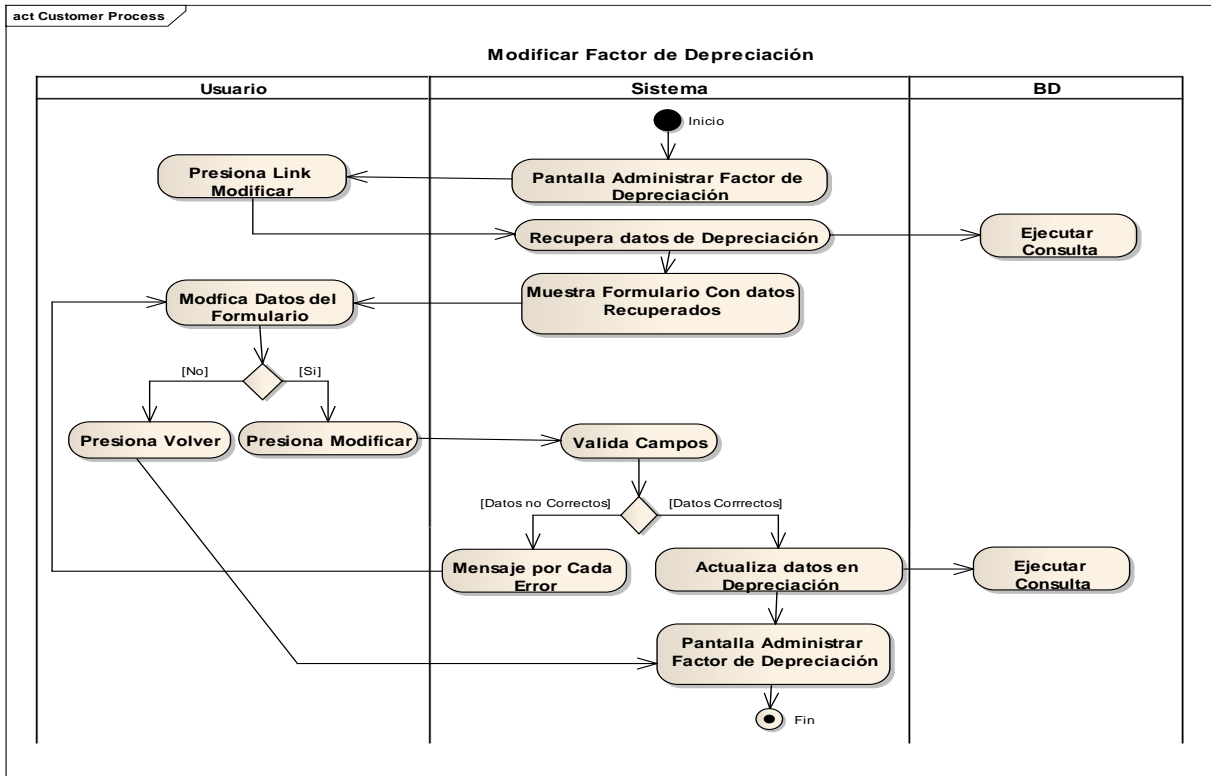 act Customer Process
Modificar Factor de Depreciación
Usuario
Sistema
BD
Inicio
Presiona Link
Modificar
Pantalla Administrar Factor de
Depreciación
Recupera datos de Depreciación
Ejecutar
Consulta
Modfica Datos del
Formulario
Muestra Formulario Con datos
Recuperados
[No]
[Si]
Presiona Volver
Presiona Modificar
Valida Campos
[Datos no Correctos]
[Datos Corrrectos]
Mensaje por Cada
Error
Actualiza datos en
Depreciación
Ejecutar
Consulta
Pantalla Administrar
Factor de Depreciación
Fin